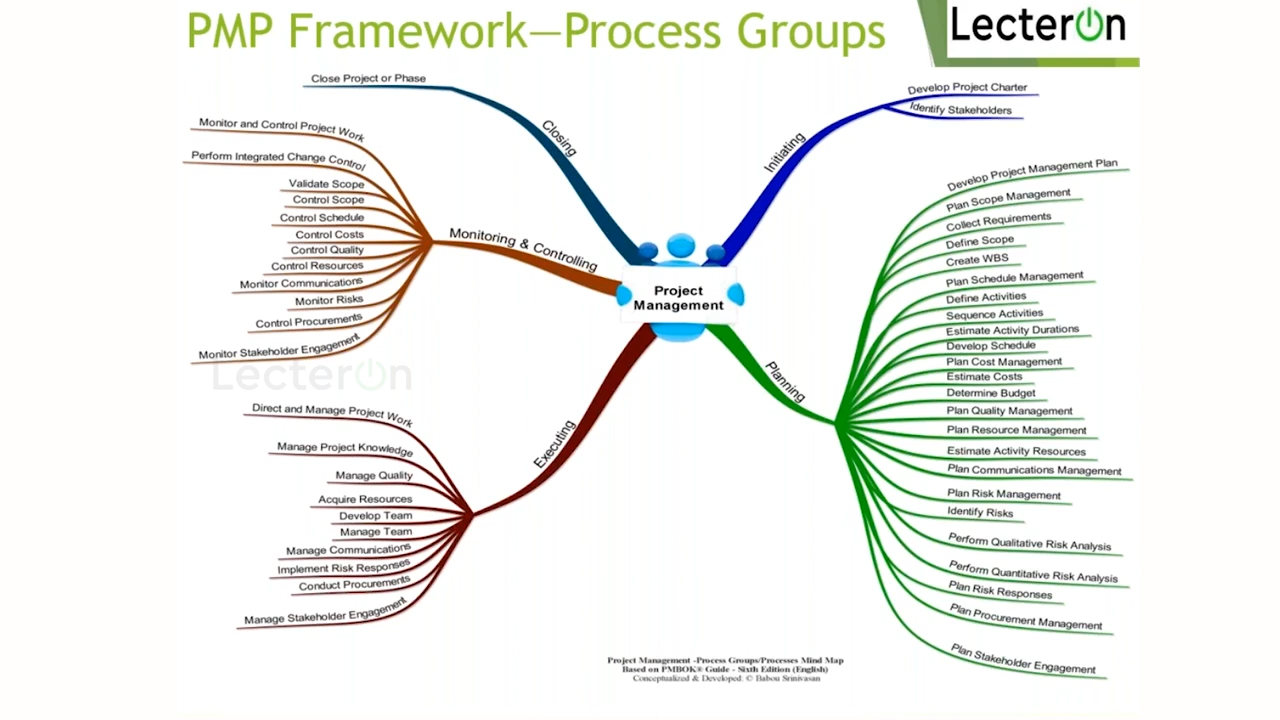 PMP Framework—Process Groups
LecterOn
Close Project or Phase
Closing
Monitor and Control Project Work
Perform Integrated Change Control
Validate Scope
Control Scope
Control Schedule
Control Costs
Control Quality
Control Resources
Monitor Communications
Monitor Risks
Control Procurements
Monitor Stakeholder Engagement
Monitoring & Controlling
LecterOn
Direct and Manage Project Work
Manage Project Knowledge
Manage Quality
Acquire Resources
Develop Team
Manage Team
Manage Communications
Implement Risk Responses
Conduct Procurements
Manage Stakeholder Engagement
Executing
Project
Management
Initiating
Develop Project Charter
Identify Stakeholders
Planning
Develop Project Management Plan
Plan Scope Management
Collect Requirements
Define Scope
Create WBS
Plan Schedule Management
Define Activities
Sequence Activities
Estimate Activity Durations
Develop Schedule
Plan Cost Management
Estimate Costs
Determine Budget
Plan Quality Management
Plan Resource Management
Estimate Activity Resources
Plan Communications Management
Plan Risk Management
Identify Risks
Perform Qualitative Risk Analysis
Perform Quantitative Risk Analysis
Plan Risk Responses
Plan Procurement Management
Plan Stakeholder Engagement
Project Management -Process Groups/Processes Mind Map
Based on PMBOK® Guide - Sixth Edition (English)
Conceptualized & Developed: © Babou Srinivasan